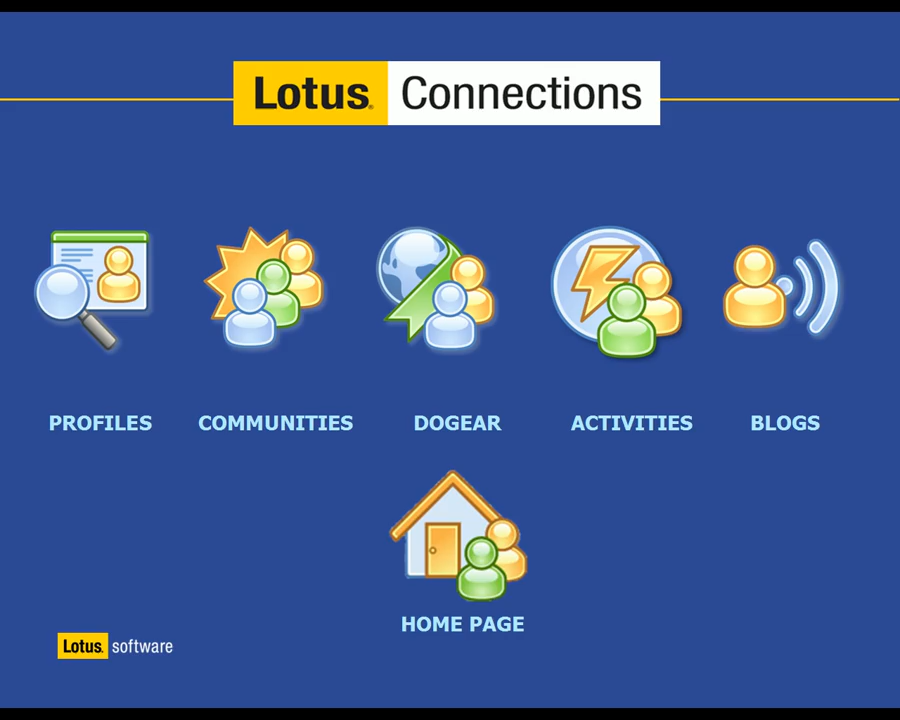 Lotus. Connections
PROFILES COMMUNITIES DOGEAR ACTIVITIES BLOGS
HOME PAGE
Lotus. software